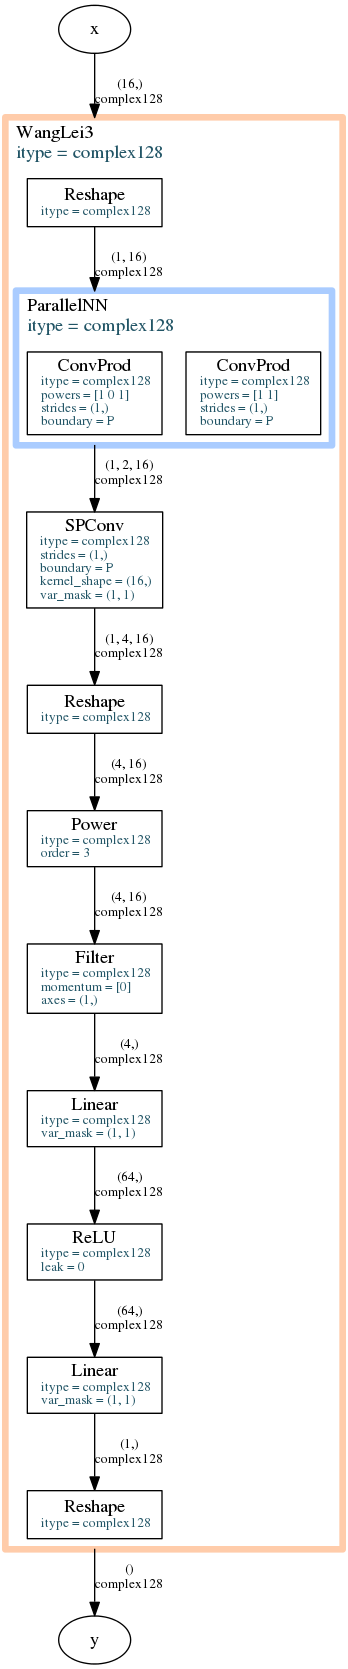 x
(16,)
complex128
WangLei3
itype = complex128
Reshape
itype = complex128
(1, 16)
complex128
ParallelNN
itype = complex128
ConvProd
itype = complex128
powers = [1 0 1]
strides = (1,)
boundary = P
ConvProd
itype = complex128
powers = [1 1]
strides = (1,)
boundary = P
(1, 2, 16)
complex128
SPConv
itype = complex128
strides = (1,)
boundary = P
kernel_shape = (16,)
var_mask = (1, 1)
(1, 4, 16)
complex128
Reshape
itype = complex128
(4, 16)
complex128
Power
itype = complex128
order = 3
(4, 16)
complex128
Filter
itype = complex128
momentum = [0]
axes = (1,)
(4,)
complex128
Linear
itype = complex128
var_mask = (1, 1)
(64,)
complex128
ReLU
itype = complex128
leak = 0
(64,)
complex128
Linear
itype = complex128
var_mask = (1, 1)
(1,)
complex128
Reshape
itype = complex128
()
complex128
y